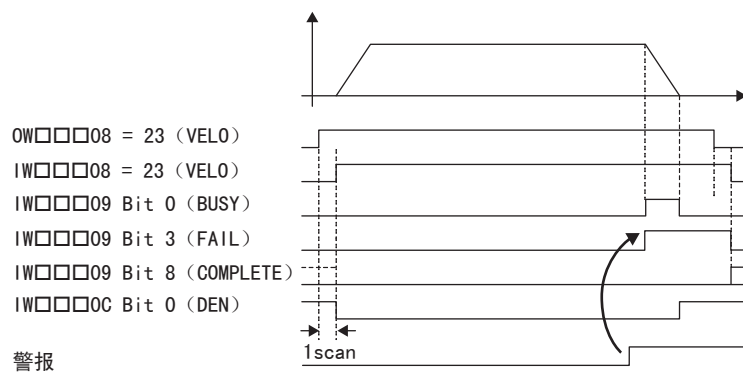 OW□□□08 = 23（VELO）
IW□□□08 = 23（VELO）
IW□□□09 Bit 0（BUSY）
IW□□□09 Bit 3（FAIL）
IW□□□09 Bit 8（COMPLETE）
IW□□□0C Bit 0（DEN）
1scan
警报